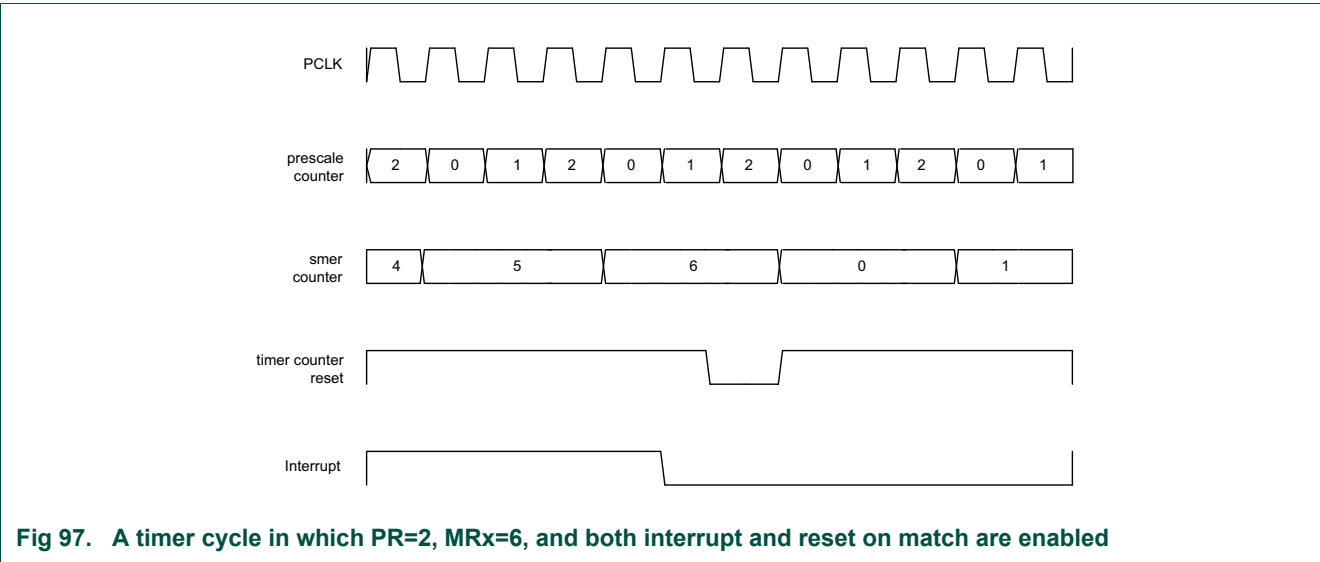 PCLK
prescale
counter
2 0 1 2 0 1 2 0 1 2 0 1
smer
counter
4 5 6 0 1
timer counter
reset
Interrupt
Fig 97. A timer cycle in which PR=2, MRx=6, and both interrupt and reset on match are enabled